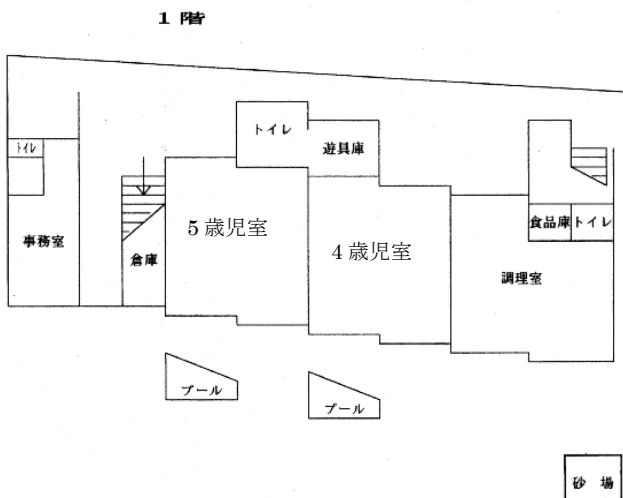 1 階
トイレ
遊具庫
トイレ
5歳児室
4歳児室
食品庫
トイレ
事務室
倉庫
調理室
プール
プール
砂 場